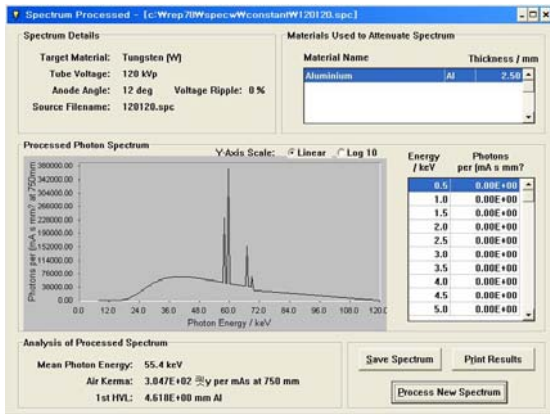 Spectrum Processed - [c:₩rep78₩specw₩constant₩120120.spc]
Spectrum Details
Target Material: Tungsten (W)
Tube Voltage: 120 kVp
Anode Angle: 12 deg Voltage Ripple: 0 %
Source Filename: 120120.spc
Materials Used to Attenuate Spectrum
Material Name Thickness / mm
Aluminium Al 2.50
Processed Photon Spectrum
Y-Axis Scale: Linear Log 10
Photons per (mA s mm? at 750mm
380000.00
342000.00
304000.00
266000.00
228000.00
190000.00
152000.00
114000.00
76000.00
38000.00
0.00
0.0 12.0 24.0 36.0 48.0 60.0 72.0 84.0 96.0 108.0 120.0
Photon Energy / keV
Energy / keV Photons per (mA s mm?
0.5 0.00E+00
1.0 0.00E+00
1.5 0.00E+00
2.0 0.00E+00
2.5 0.00E+00
3.0 0.00E+00
3.5 0.00E+00
4.0 0.00E+00
4.5 0.00E+00
5.0 0.00E+00
Analysis of Processed Spectrum
Mean Photon Energy: 55.4 keV
Air Kerma: 3.047E+02 per mAs at 750 mm
1st HVL: 4.618E+00 mm Al
Save Spectrum
Print Results
Process New Spectrum